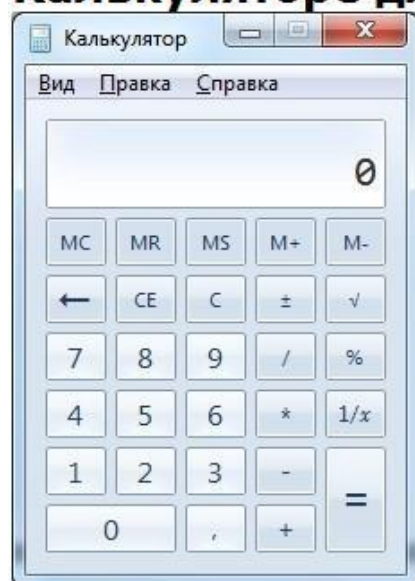 Калькулятор
Вид Правка Справка
0
MC MR MS M+ M-
← CE C ± √
7 8 9 / %
4 5 6 * 1/x
1 2 3 - =
0 , +